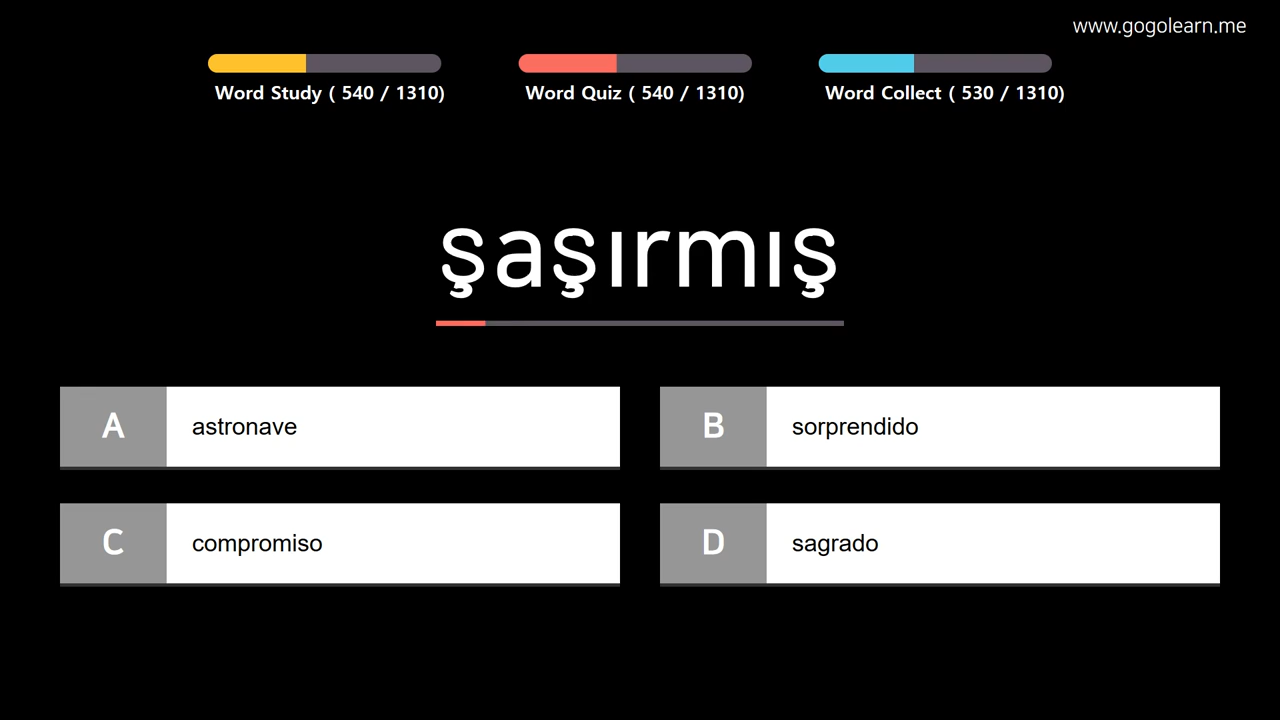 www.gogolearn.me
Word Study ( 540 / 1310)
Word Quiz ( 540 / 1310)
Word Collect ( 530 / 1310)
şaşırmış
A astronave
B sorprendido
C compromiso
D sagrado